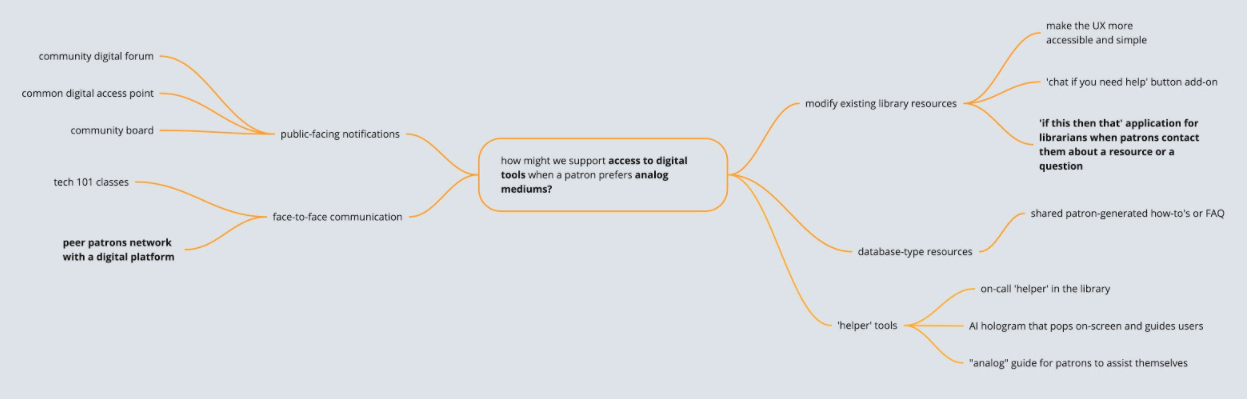 community digital forum
common digital access point
community board
public-facing notifications
tech 101 classes
face-to-face communication
peer patrons network
with a digital platform
how might we support access to digital
tools when a patron prefers analog
mediums?
make the UX more
accessible and simple
modify existing library resources
'chat if you need help' button add-on
'if this then that' application for
librarians when patrons contact
them about a resource or a
question
shared patron-generated how-to's or FAQ
database-type resources
on-call 'helper' in the library
'helper' tools
AI hologram that pops on-screen and guides users
"analog" guide for patrons to assist themselves